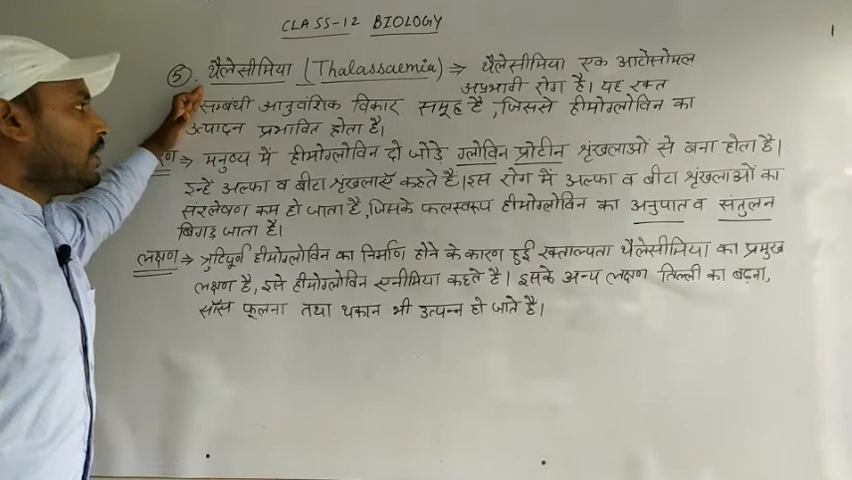 CLASS-12 BIOLOGY
1
⑤. थैलेसीमिया (Thalassaemia) ⇒ थैलेसीमिया एक आटोसोमल
अप्रभावी रोग है। यह रक्त
सम्बंधी आनुवंशिक विकार समूह है, जिससे हीमोग्लोविन का
उत्पादन प्रभावित होता है।
रण ⇒ मनुष्य में हीमोग्लोविन दो जोड़े ग्लोविन प्रोटीन श्रृंखलाओं से बना होता है।
इन्हें अल्फा व बीटा श्रृंखलाएँ कहते हैं। इस रोग में अल्फा व बीटा श्रृंखलाओं का
संश्लेषण कम हो जाता है, जिसके फलस्वरूप हीमोग्लोविन का अनुपात व संतुलन
बिगड़ जाता है।
लक्षण ⇒ त्रुटिपूर्ण हीमोग्लोविन का निर्माण होने के कारण हुई रक्ताल्पता थैलेसीमिया का प्रमुख
लक्षण है, इसे हीमोग्लोविन एनीमिया कहते है। इसके अन्य लक्षण तिल्ली का बढ़ना,
साँस फूलना तथा थकान भी उत्पन्न हो जाते है।